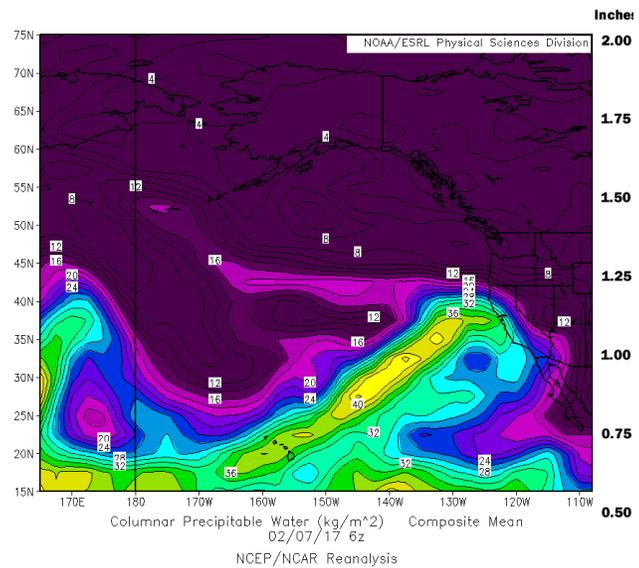 Inches
75N
NOAA/ESRL Physical Sciences Division
2.00
70N
4
65N
4
1.75
60N
4
55N
12
8
1.50
50N
8
8
12
16
16
45N
20
24
12
8
1.25
40N
32
36
12
12
35N
16
1.00
30N
12
20
16
24
40
25N
20
24
32
0.75
20N
28
32
36
32
24
28
15N
170E
180
170W
160W
150W
140W
130W
120W
110W
0.50
Columnar Precipitable Water (kg/m^2) Composite Mean
02/07/17 6z
NCEP/NCAR Reanalysis